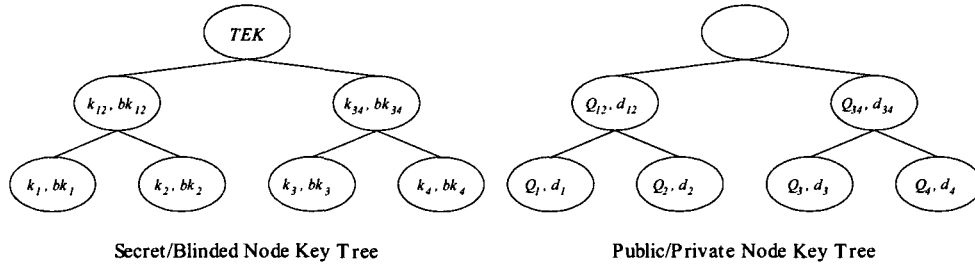 TEK
k₁₂, bk₁₂ k₃₄, bk₃₄ Q₁₂, d₁₂ Q₃₄, d₃₄
k₁, bk₁ k₂, bk₂ k₃, bk₃ k₄, bk₄ Q₁, d₁ Q₂, d₂ Q₃, d₃ Q₄, d₄
Secret/Blinded Node Key Tree Public/Private Node Key Tree